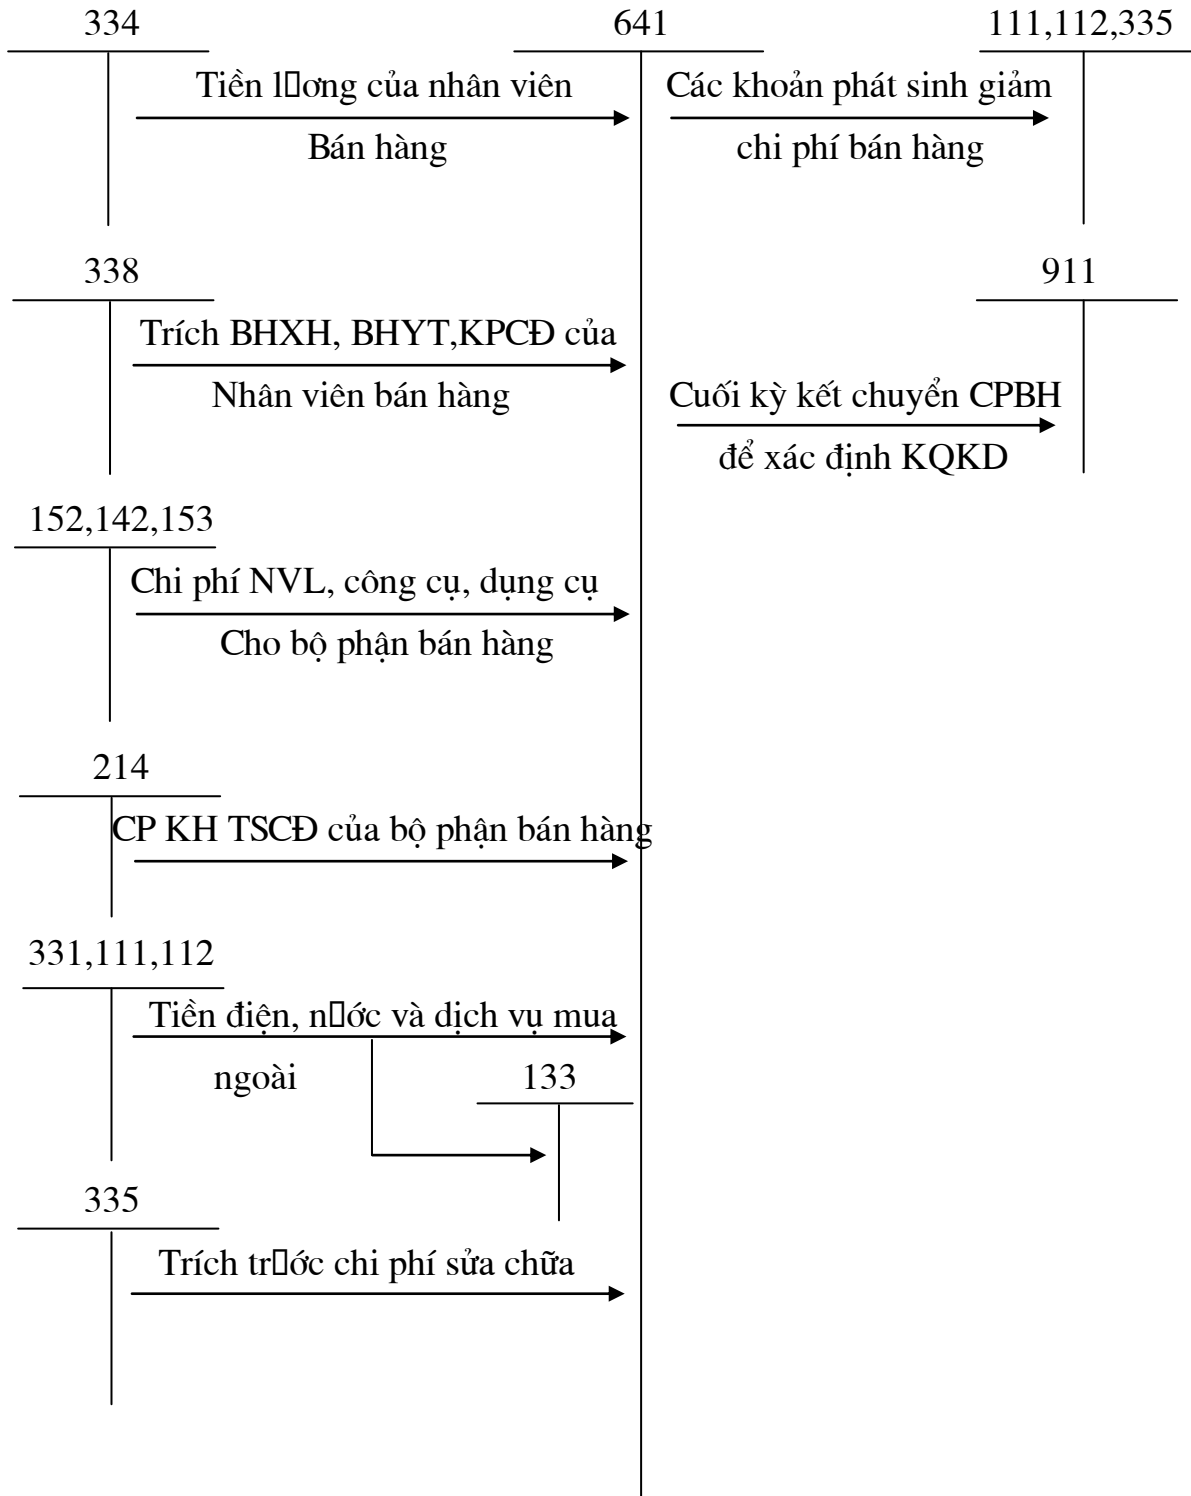 334
641
111,112,335
Tiền l▯ơng của nhân viên
Bán hàng
Các khoản phát sinh giảm
chi phí bán hàng
338
911
Trích BHXH, BHYT,KPCĐ của
Nhân viên bán hàng
Cuối kỳ kết chuyển CPBH
để xác định KQKD
152,142,153
Chi phí NVL, công cụ, dụng cụ
Cho bộ phận bán hàng
214
CP KH TSCĐ của bộ phận bán hàng
331,111,112
Tiền điện, n▯ớc và dịch vụ mua
ngoài
133
335
Trích tr▯ớc chi phí sửa chữa